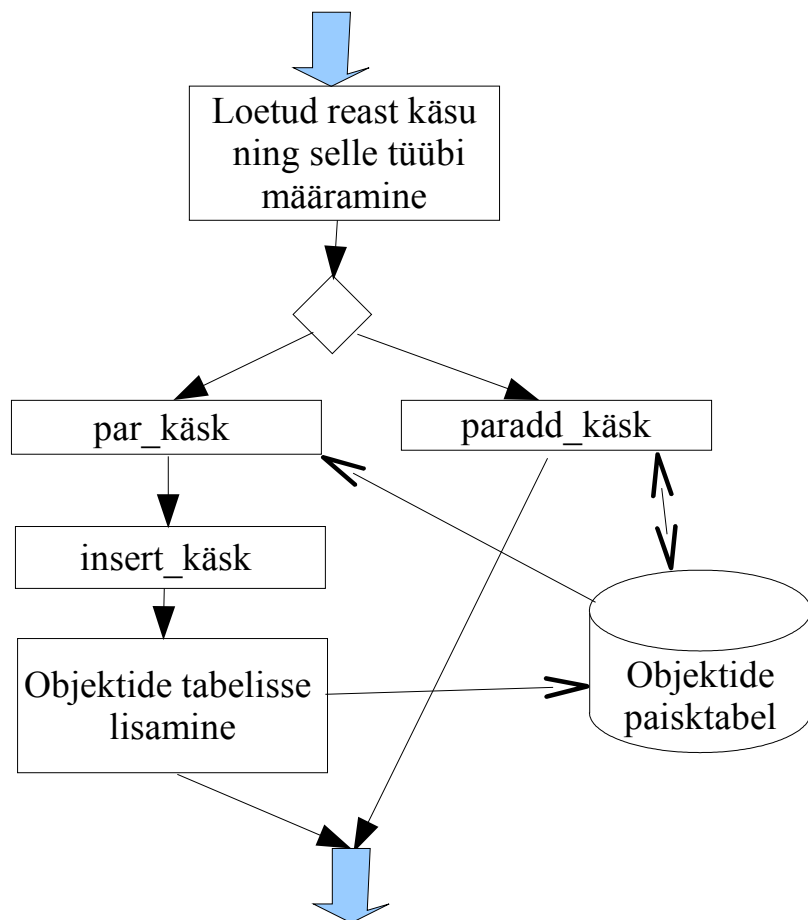 Loetud reast käsu
ning selle tüübi
määramine
par_käsk
paradd_käsk
insert_käsk
Objektide tabelisse
lisamine
Objektide
paisktabel